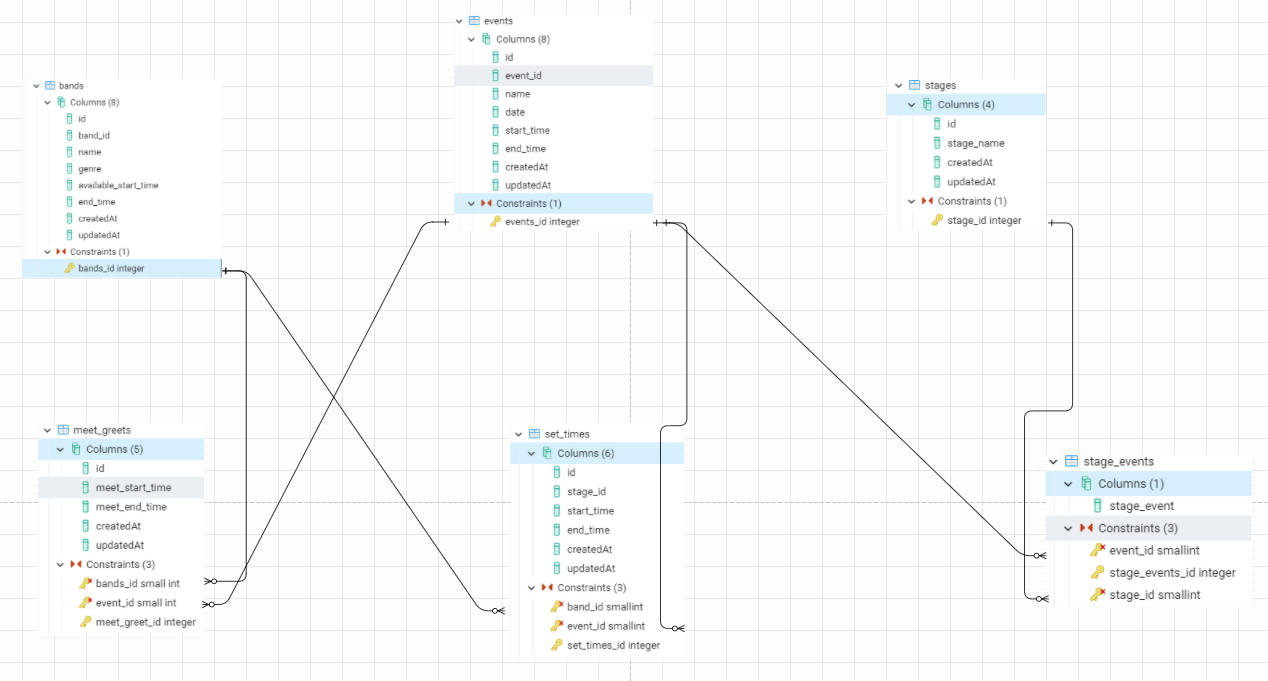 events
Columns (8)
id
event_id
name
date
start_time
end_time
createdAt
updatedAt
Constraints (1)
events_id integer
bands
Columns (8)
id
band_id
name
genre
available_start_time
end_time
createdAt
updatedAt
Constraints (1)
bands_id integer
stages
Columns (4)
id
stage_name
createdAt
updatedAt
Constraints (1)
stage_id integer
meet_greets
Columns (5)
id
meet_start_time
meet_end_time
createdAt
updatedAt
Constraints (3)
bands_id small int
event_id small int
meet_greet_id integer
set_times
Columns (6)
id
stage_id
start_time
end_time
createdAt
updatedAt
Constraints (3)
band_id smallint
event_id smallint
set_times_id integer
stage_events
Columns (1)
stage_event
Constraints (3)
event_id smallint
stage_events_id integer
stage_id smallint